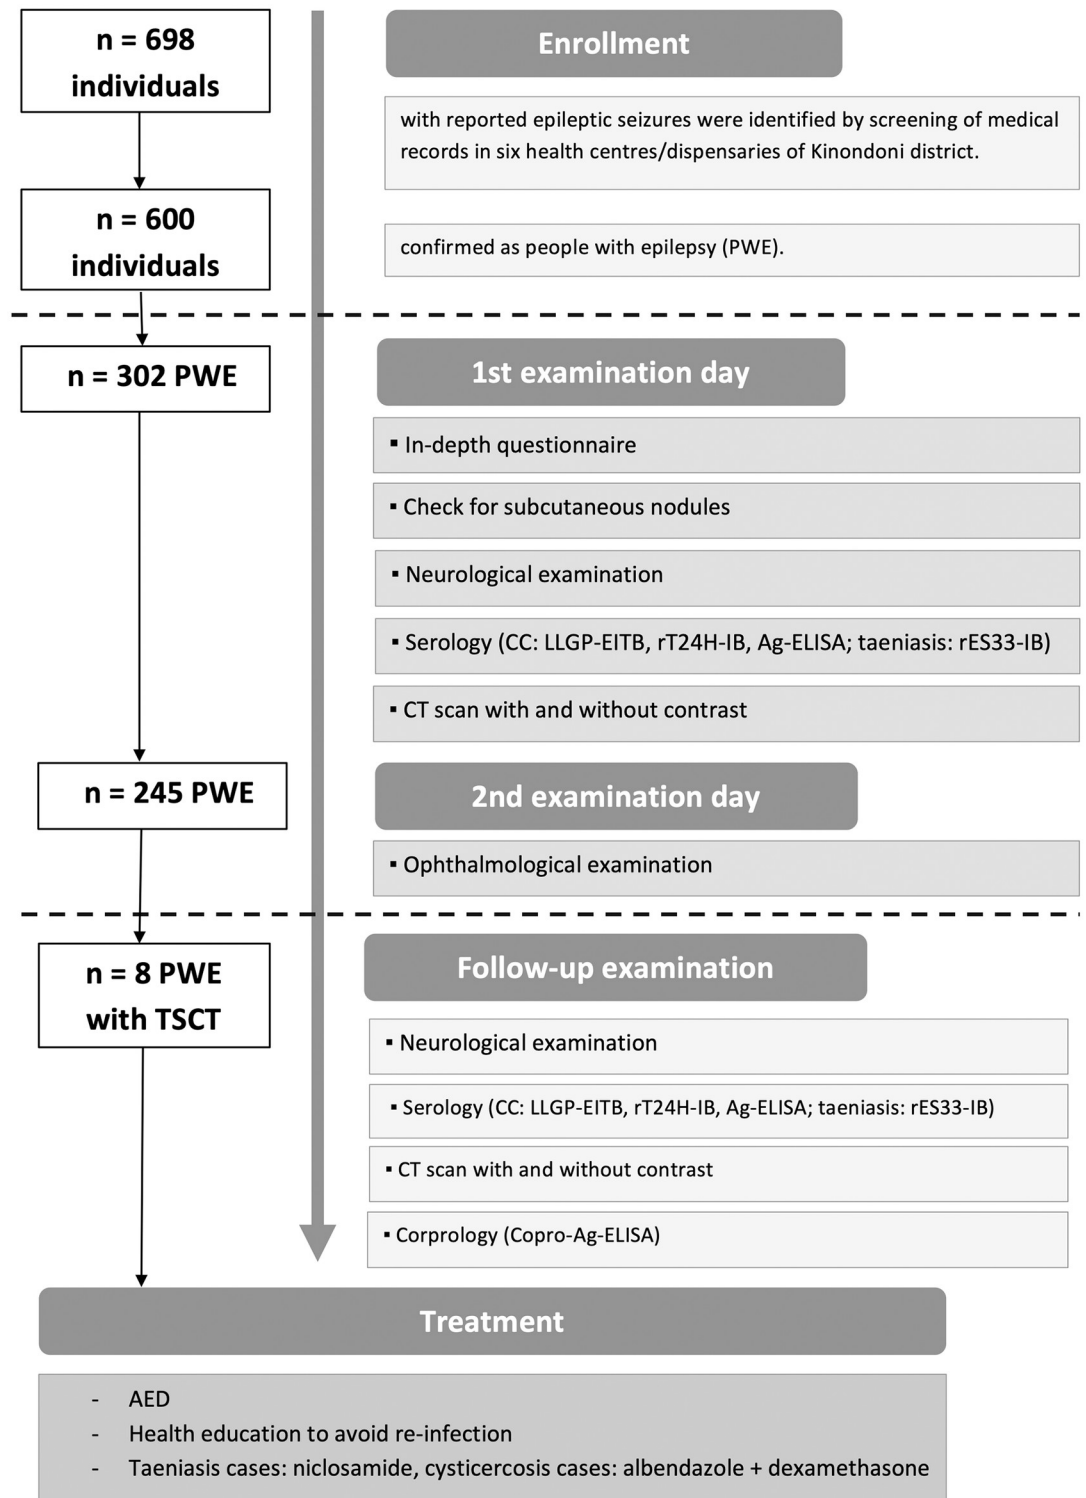 n = 698
individuals
Enrollment
with reported epileptic seizures were identified by screening of medical
records in six health centres/dispensaries of Kinondoni district.
n = 600
individuals
confirmed as people with epilepsy (PWE).
n = 302 PWE
1st examination day
▪ In-depth questionnaire
▪ Check for subcutaneous nodules
▪ Neurological examination
▪ Serology (CC: LLGP-EITB, rT24H-IB, Ag-ELISA; taeniasis: rES33-IB)
▪ CT scan with and without contrast
n = 245 PWE
2nd examination day
▪ Ophthalmological examination
n = 8 PWE
with TSCT
Follow-up examination
▪ Neurological examination
▪ Serology (CC: LLGP-EITB, rT24H-IB, Ag-ELISA; taeniasis: rES33-IB)
▪ CT scan with and without contrast
▪ Corprology (Copro-Ag-ELISA)
Treatment
- AED
- Health education to avoid re-infection
- Taeniasis cases: niclosamide, cysticercosis cases: albendazole + dexamethasone